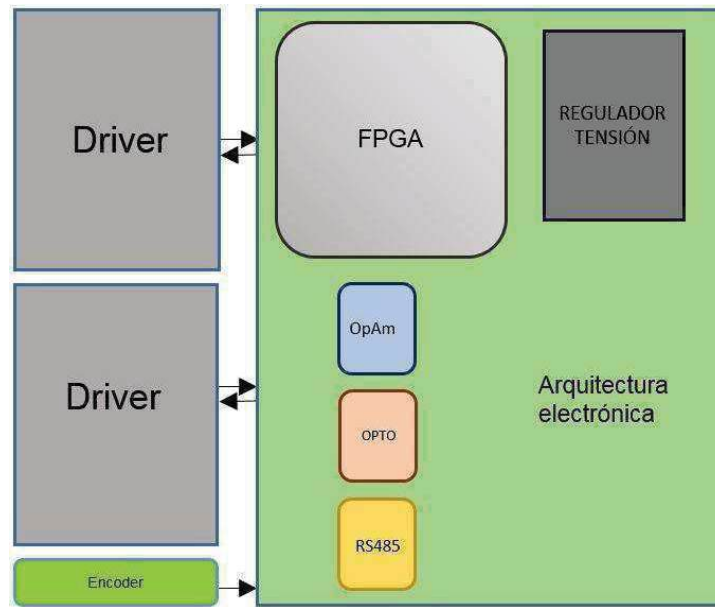 Driver
FPGA
REGULADOR
TENSIÓN
OpAm
Driver
Arquitectura
electrónica
OPTO
RS485
Encoder